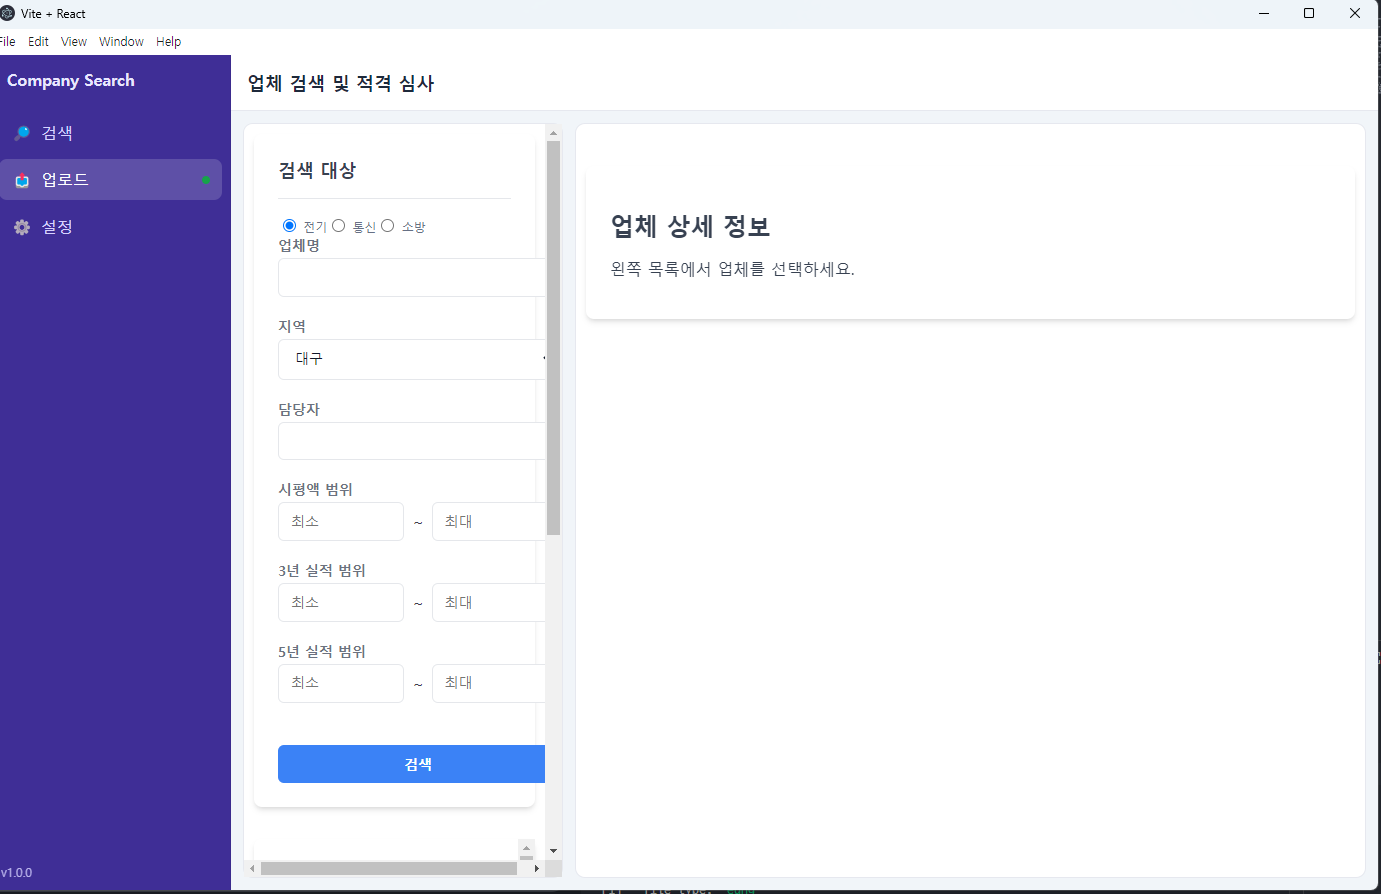 Vite + React
File Edit View Window Help
Company Search
검색
업로드
설정
v1.0.0
업체 검색 및 적격 심사
검색 대상
전기 통신 소방
업체명
지역
대구
담당자
시평액 범위
최소 ~ 최대
3년 실적 범위
최소 ~ 최대
5년 실적 범위
최소 ~ 최대
검색
업체 상세 정보
왼쪽 목록에서 업체를 선택하세요.